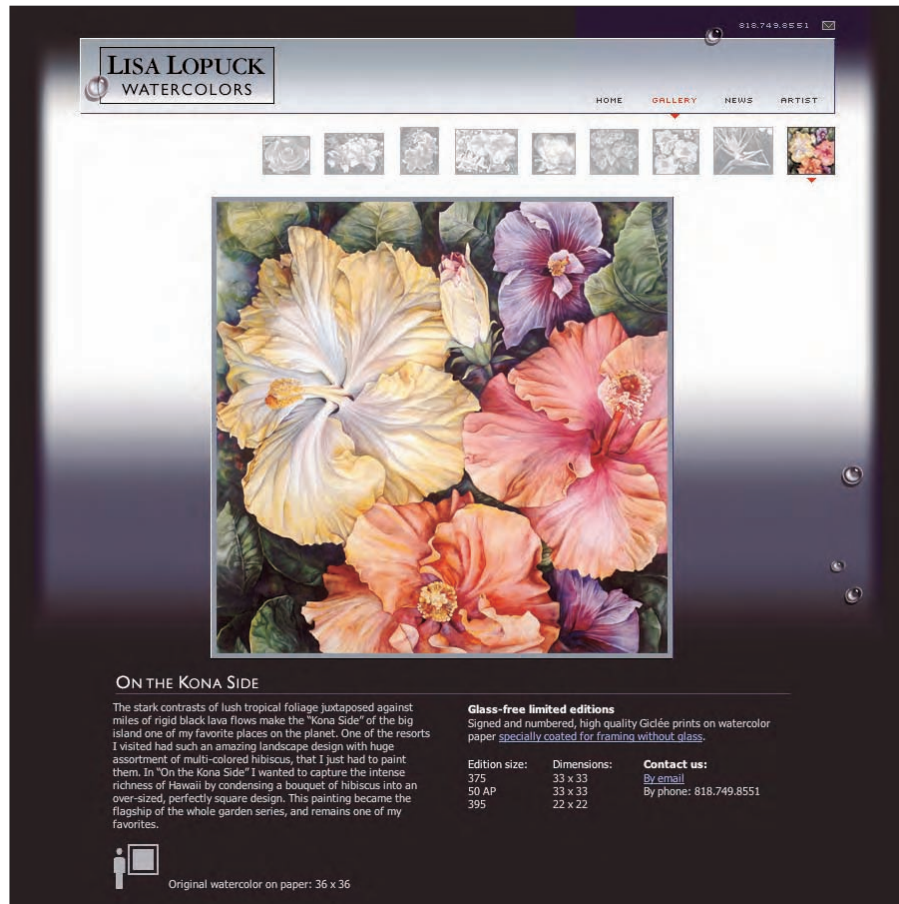 818.749.8551
LISA LOPUCK
WATERCOLORS
HOME GALLERY NEWS ARTIST
ON THE KONA SIDE
The stark contrasts of lush tropical foliage juxtaposed against
miles of rigid black lava flows make the “Kona Side” of the big
island one of my favorite places on the planet. One of the resorts
I visited had such an amazing landscape design with huge
assortment of multi-colored hibiscus, that I just had to paint
them. In “On the Kona Side” I wanted to capture the intense
richness of Hawaii by condensing a bouquet of hibiscus into an
over-sized, perfectly square design. This painting became the
flagship of the whole garden series, and remains one of my
favorites.
Original watercolor on paper: 36 x 36
Glass-free limited editions
Signed and numbered, high quality Giclée prints on watercolor
paper specially coated for framing without glass.
Edition size: Dimensions: Contact us:
375 33 x 33 By email
50 AP 33 x 33 By phone: 818.749.8551
395 22 x 22